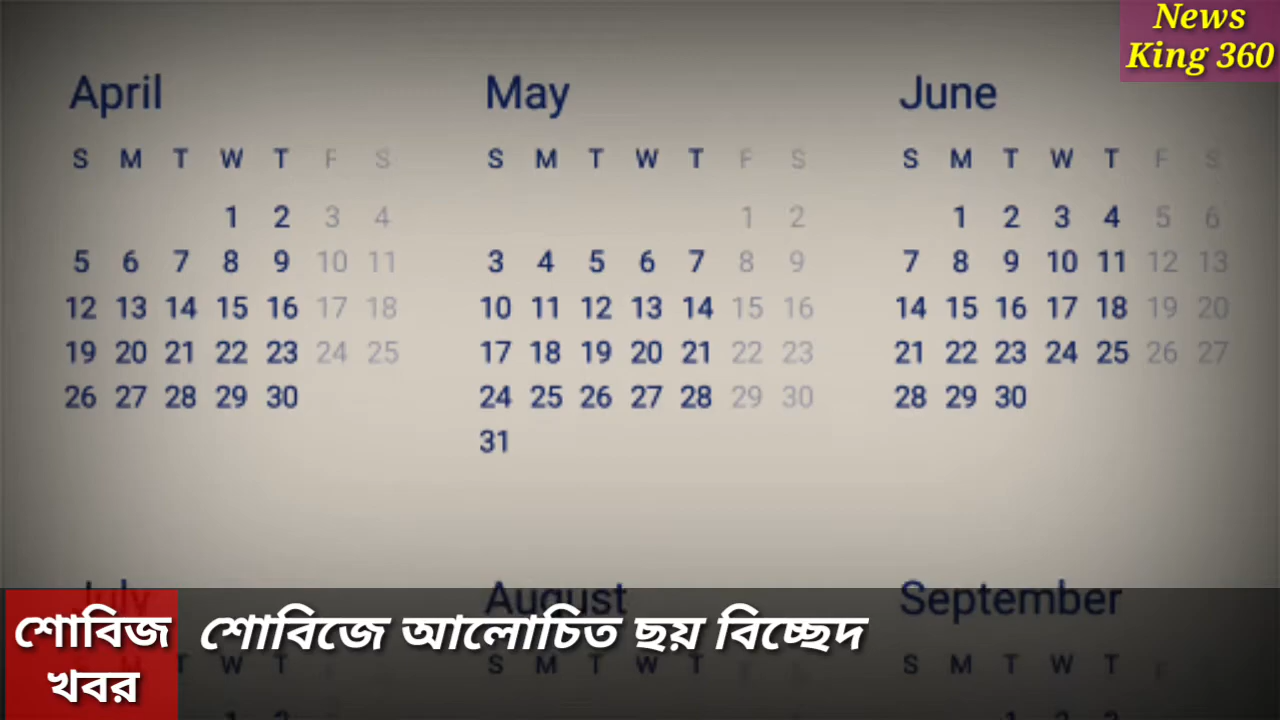 News
King 360
April May June
S M T W T F S S M T W T F S S M T W T F S
1 2 3 4 1 2 1 2 3 4 5 6
5 6 7 8 9 10 11 3 4 5 6 7 8 9 7 8 9 10 11 12 13
12 13 14 15 16 17 18 10 11 12 13 14 15 16 14 15 16 17 18 19 20
19 20 21 22 23 24 25 17 18 19 20 21 22 23 21 22 23 24 25 26 27
26 27 28 29 30 24 25 26 27 28 29 30 28 29 30
31
July August September
শোবিজ খবর
শোবিজে আলোচিত ছয় বিচ্ছেদ
T W T S M T W T S M T W T